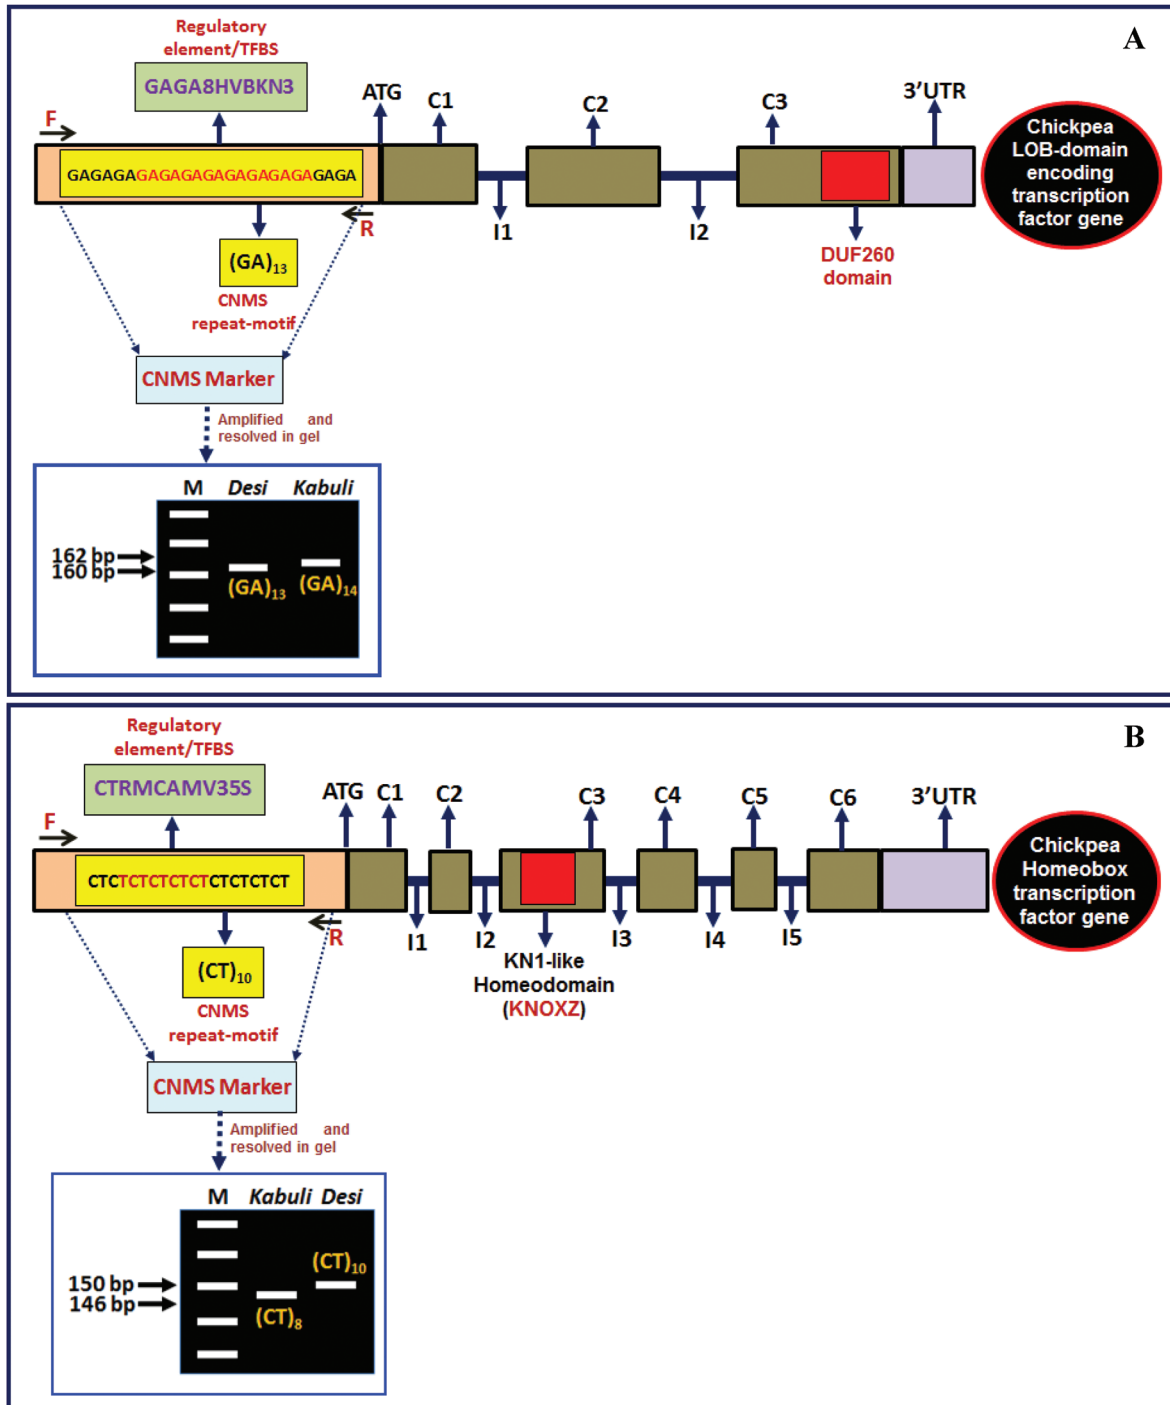 A
Regulatory
element/TFBS
GAGA8HVBKN3
F
ATG
C1
C2
C3
3'UTR
GAGAGAGAGAGAGAGAGAGAGAGAGA
R
I1
I2
Chickpea
LOB-domain
encoding
transcription
factor gene
(GA)13
DUF260
domain
CNMS
repeat-motif
CNMS Marker
Amplified and
resolved in gel
M Desi Kabuli
162 bp
160 bp
(GA)13 (GA)14
B
Regulatory
element/TFBS
CTRMCAMV35S
F
ATG
C1
C2
C3
C4
C5
C6
3'UTR
CTCTCTCTCTCTCTCTCTCT
R
I1
I2
I3
I4
I5
Chickpea
Homeobox
transcription
factor gene
(CT)10
KN1-like
Homeodomain
(KNOXZ)
CNMS
repeat-motif
CNMS Marker
Amplified and
resolved in gel
M Kabuli Desi
(CT)10
150 bp
146 bp
(CT)8